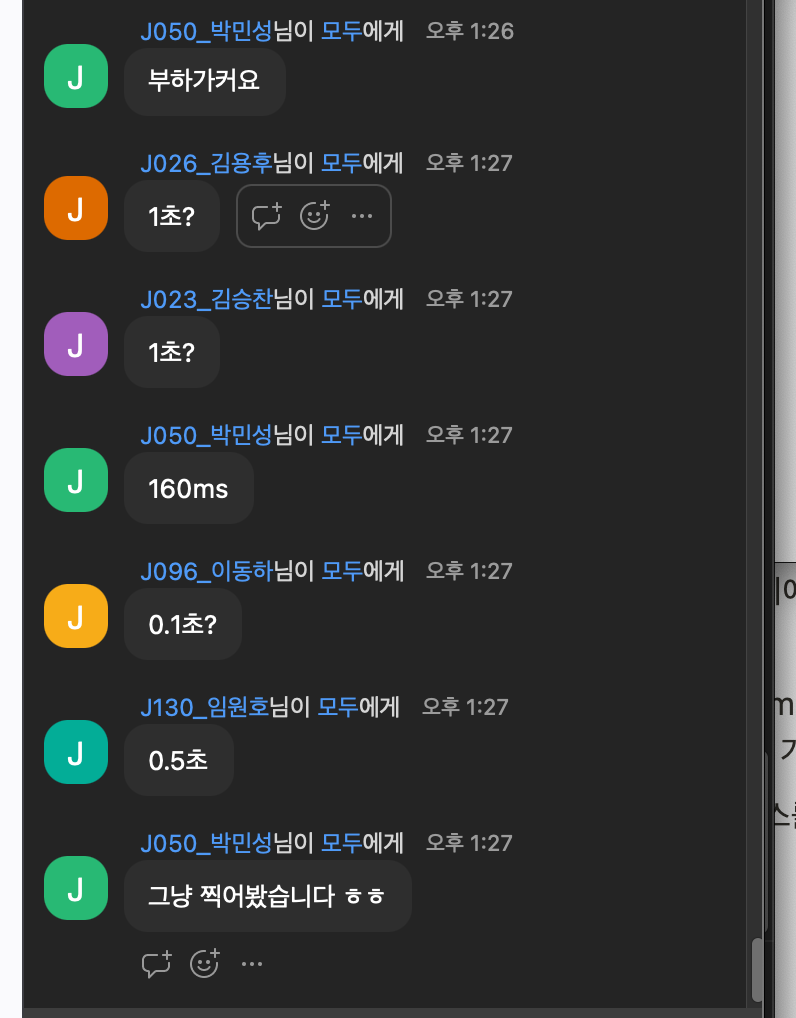 J050_박민성님이 모두에게 오후 1:26
J
부하가커요
J026_김용후님이 모두에게 오후 1:27
J
1초?
J023_김승찬님이 모두에게 오후 1:27
J
1초?
J050_박민성님이 모두에게 오후 1:27
J
160ms
J096_이동하님이 모두에게 오후 1:27
J
0.1초?
J130_임원호님이 모두에게 오후 1:27
J
0.5초
J050_박민성님이 모두에게 오후 1:27
J
그냥 찍어봤습니다 ㅎㅎ